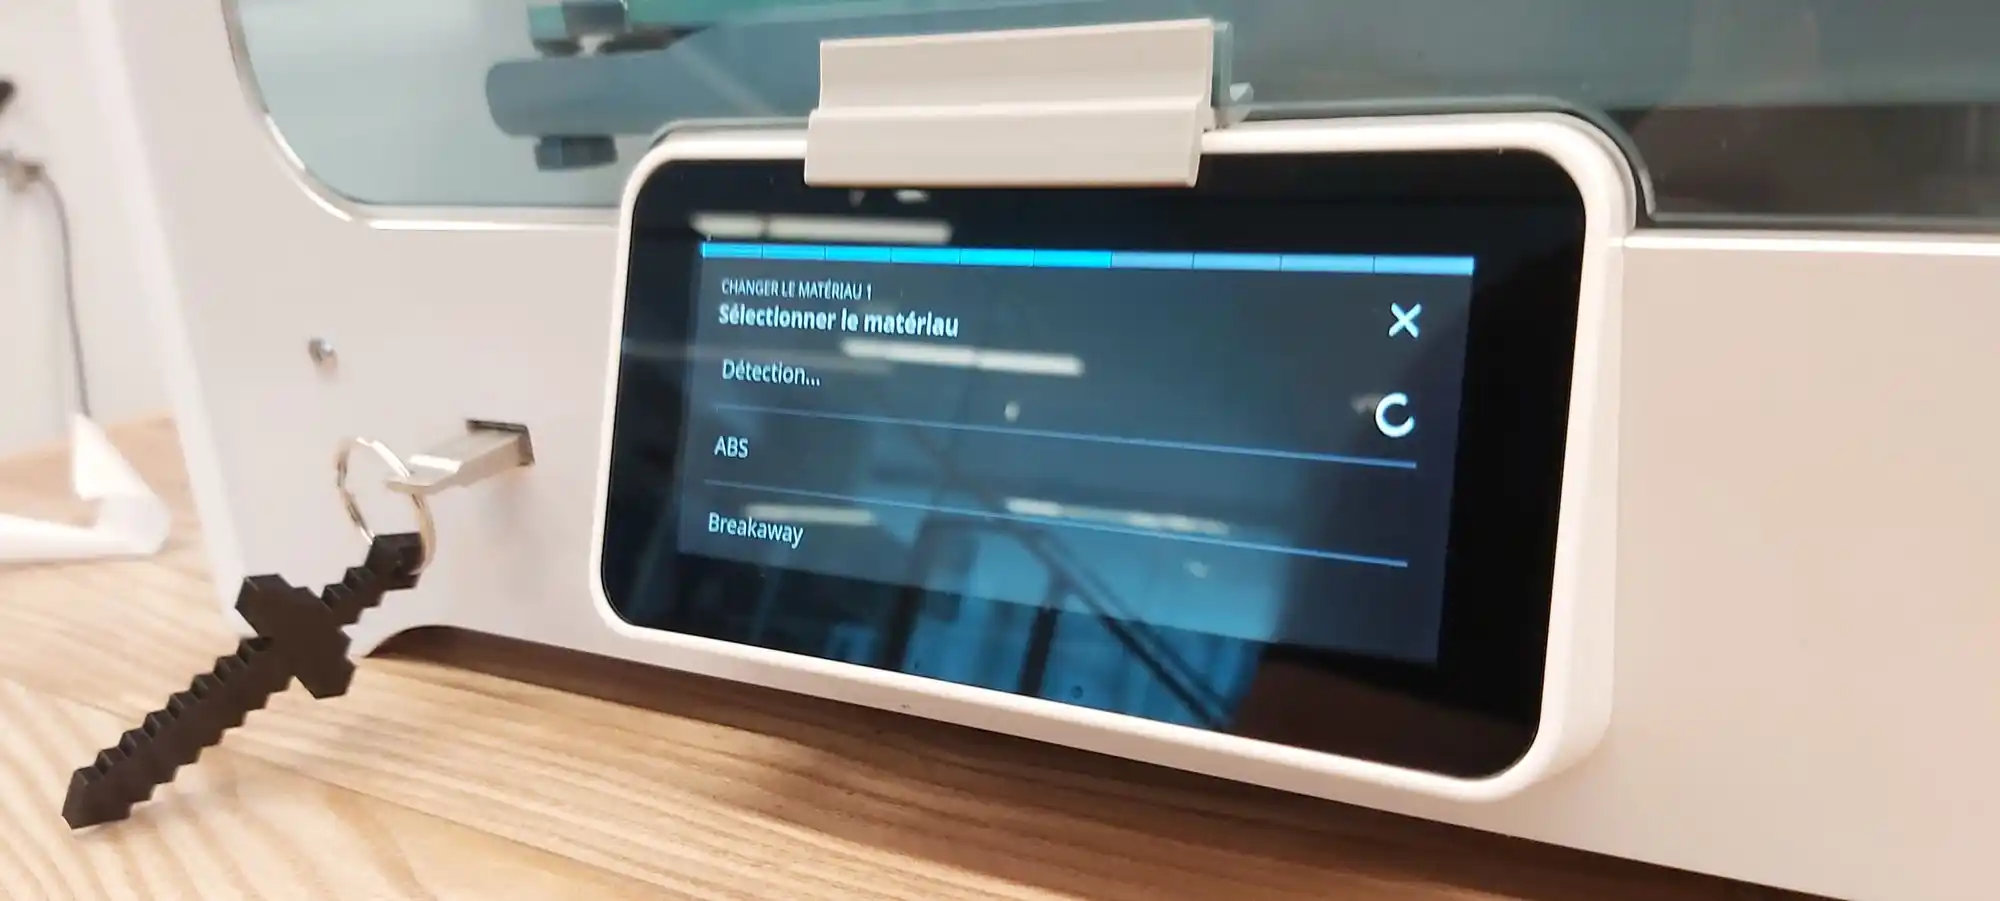 CHANGER LE MATÉRIAU 1
Sélectionner le matériau
Détection...
ABS
Breakaway